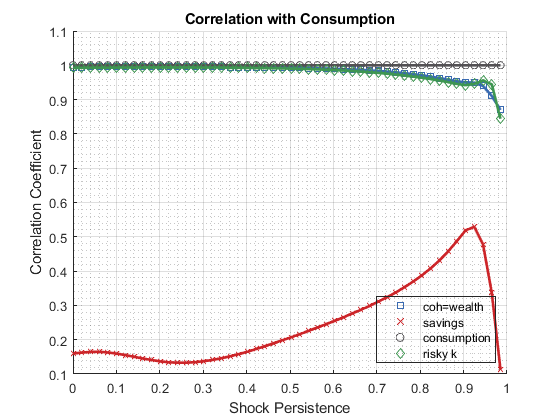 Correlation with Consumption
1.1
1
0.9
0.8
0.7
0.6
0.5
0.4
0.3
0.2
0.1
Correlation Coefficient
coh=wealth
savings
consumption
risky k
0 0.1 0.2 0.3 0.4 0.5 0.6 0.7 0.8 0.9 1
Shock Persistence